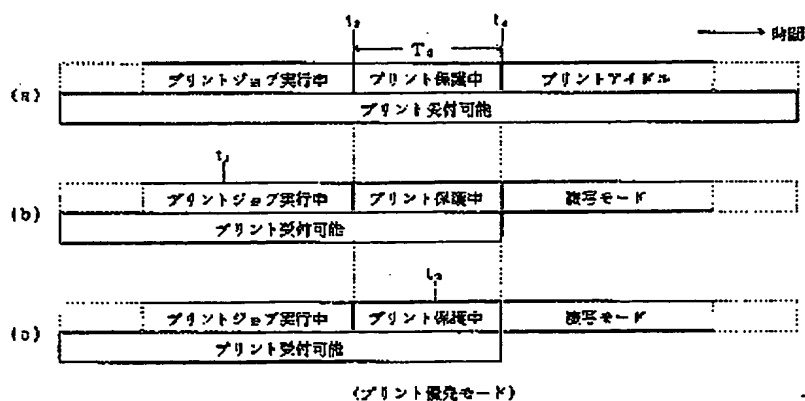 t₂ t₄
T₀ → 時間
(a) プリントジョブ実行中 プリント保護中 プリントアイドル
プリント受付可能
t₁
(b) プリントジョブ実行中 プリント保護中 複写モード
プリント受付可能
t₃
(c) プリントジョブ実行中 プリント保護中 複写モード
プリント受付可能
(プリント優先モード)